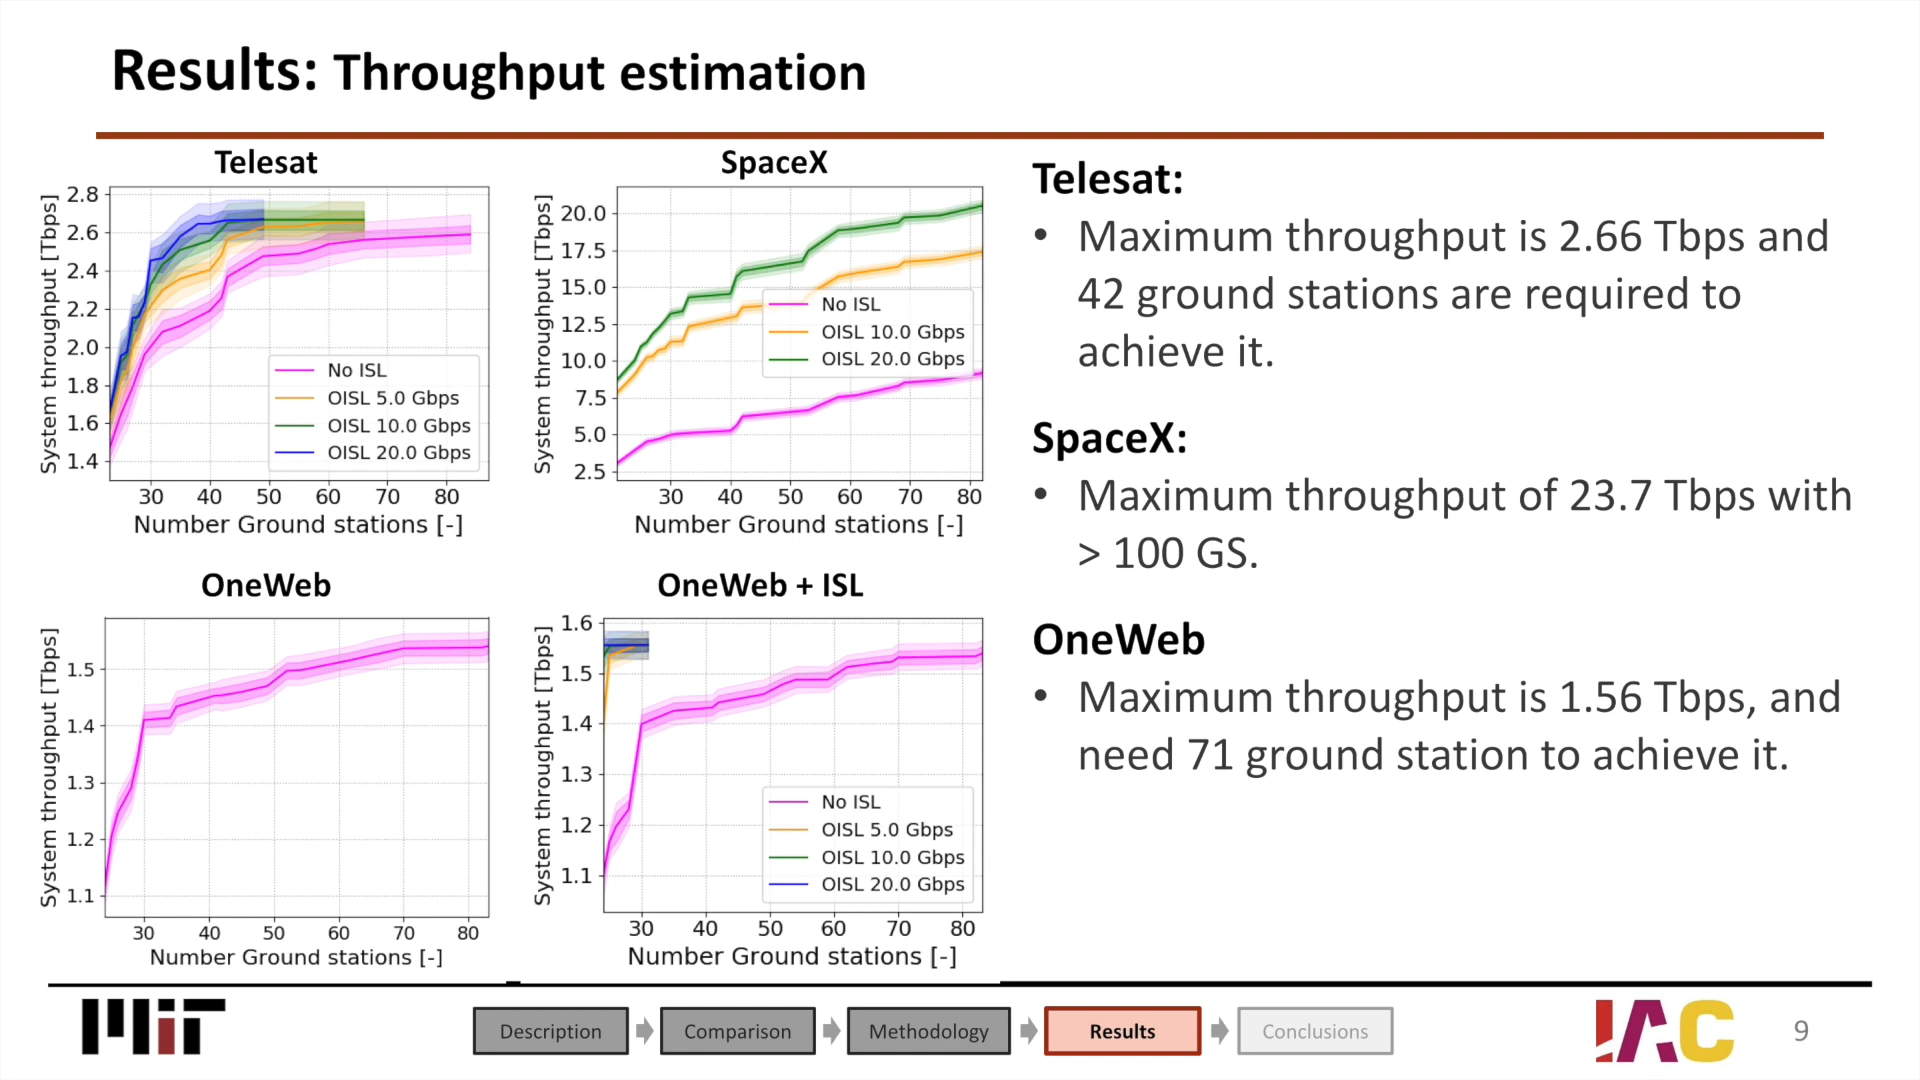 Results: Throughput estimation
Telesat
System throughput [Tbps]
2.8
2.6
2.4
2.2
2.0
1.8
1.6
1.4
No ISL
OISL 5.0 Gbps
OISL 10.0 Gbps
OISL 20.0 Gbps
30 40 50 60 70 80
Number Ground stations [-]
SpaceX
System throughput [Tbps]
20.0
17.5
15.0
12.5
10.0
7.5
5.0
2.5
No ISL
OISL 10.0 Gbps
OISL 20.0 Gbps
30 40 50 60 70 80
Number Ground stations [-]
OneWeb
System throughput [Tbps]
1.5
1.4
1.3
1.2
1.1
30 40 50 60 70 80
Number Ground stations [-]
OneWeb + ISL
System throughput [Tbps]
1.6
1.5
1.4
1.3
1.2
1.1
No ISL
OISL 5.0 Gbps
OISL 10.0 Gbps
OISL 20.0 Gbps
30 40 50 60 70 80
Number Ground stations [-]
Telesat:
• Maximum throughput is 2.66 Tbps and
42 ground stations are required to
achieve it.
SpaceX:
• Maximum throughput of 23.7 Tbps with
> 100 GS.
OneWeb
• Maximum throughput is 1.56 Tbps, and
need 71 ground station to achieve it.
MIT
Description
Comparison
Methodology
Results
Conclusions
IAC
9